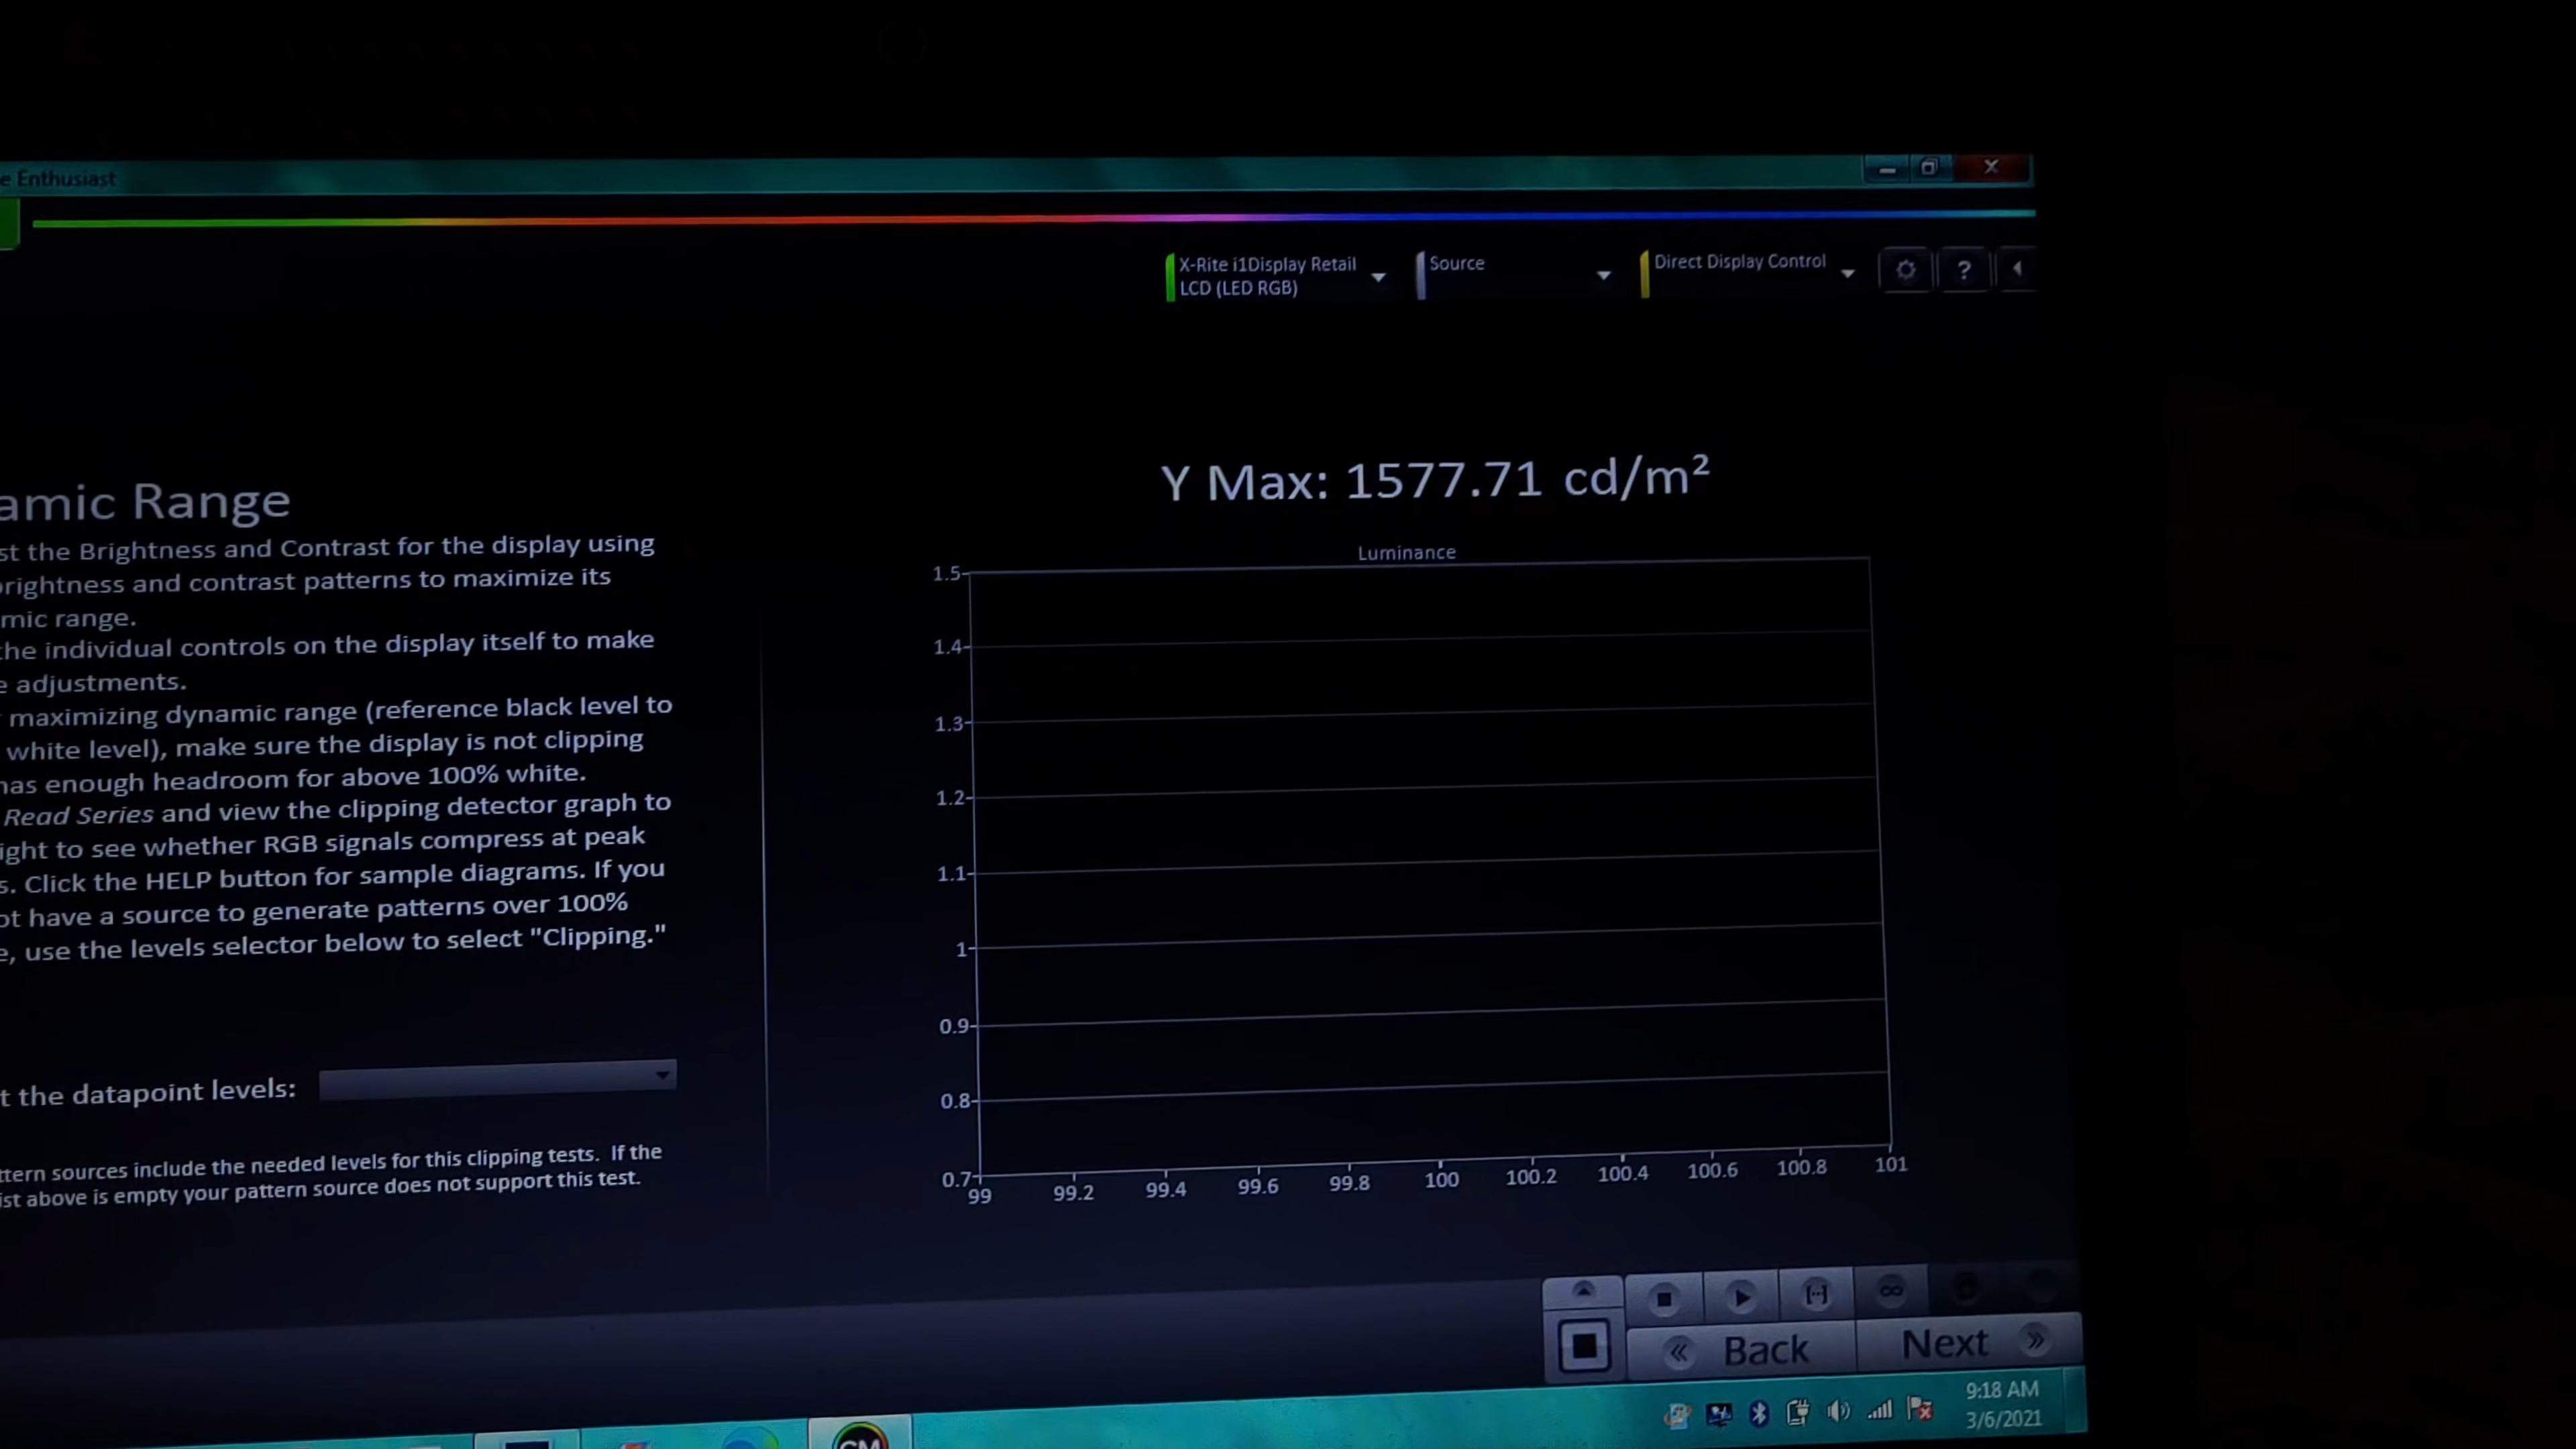 e Enthusiast
X-Rite i1Display Retail
LCD (LED RGB)
Source
Direct Display Control
?
amic Range
st the Brightness and Contrast for the display using
rightness and contrast patterns to maximize its
mic range.
the individual controls on the display itself to make
e adjustments.
maximizing dynamic range (reference black level to
white level), make sure the display is not clipping
has enough headroom for above 100% white.
Read Series and view the clipping detector graph to
ight to see whether RGB signals compress at peak
s. Click the HELP button for sample diagrams. If you
ot have a source to generate patterns over 100%
e, use the levels selector below to select "Clipping."
t the datapoint levels:
ttern sources include the needed levels for this clipping tests. If the
ist above is empty your pattern source does not support this test.
Y Max: 1577.71 cd/m²
Luminance
1.5
1.4
1.3
1.2
1.1
1
0.9
0.8
0.7
99 99.2 99.4 99.6 99.8 100 100.2 100.4 100.6 100.8 101
« Back Next »
CM
9:18 AM
3/6/2021